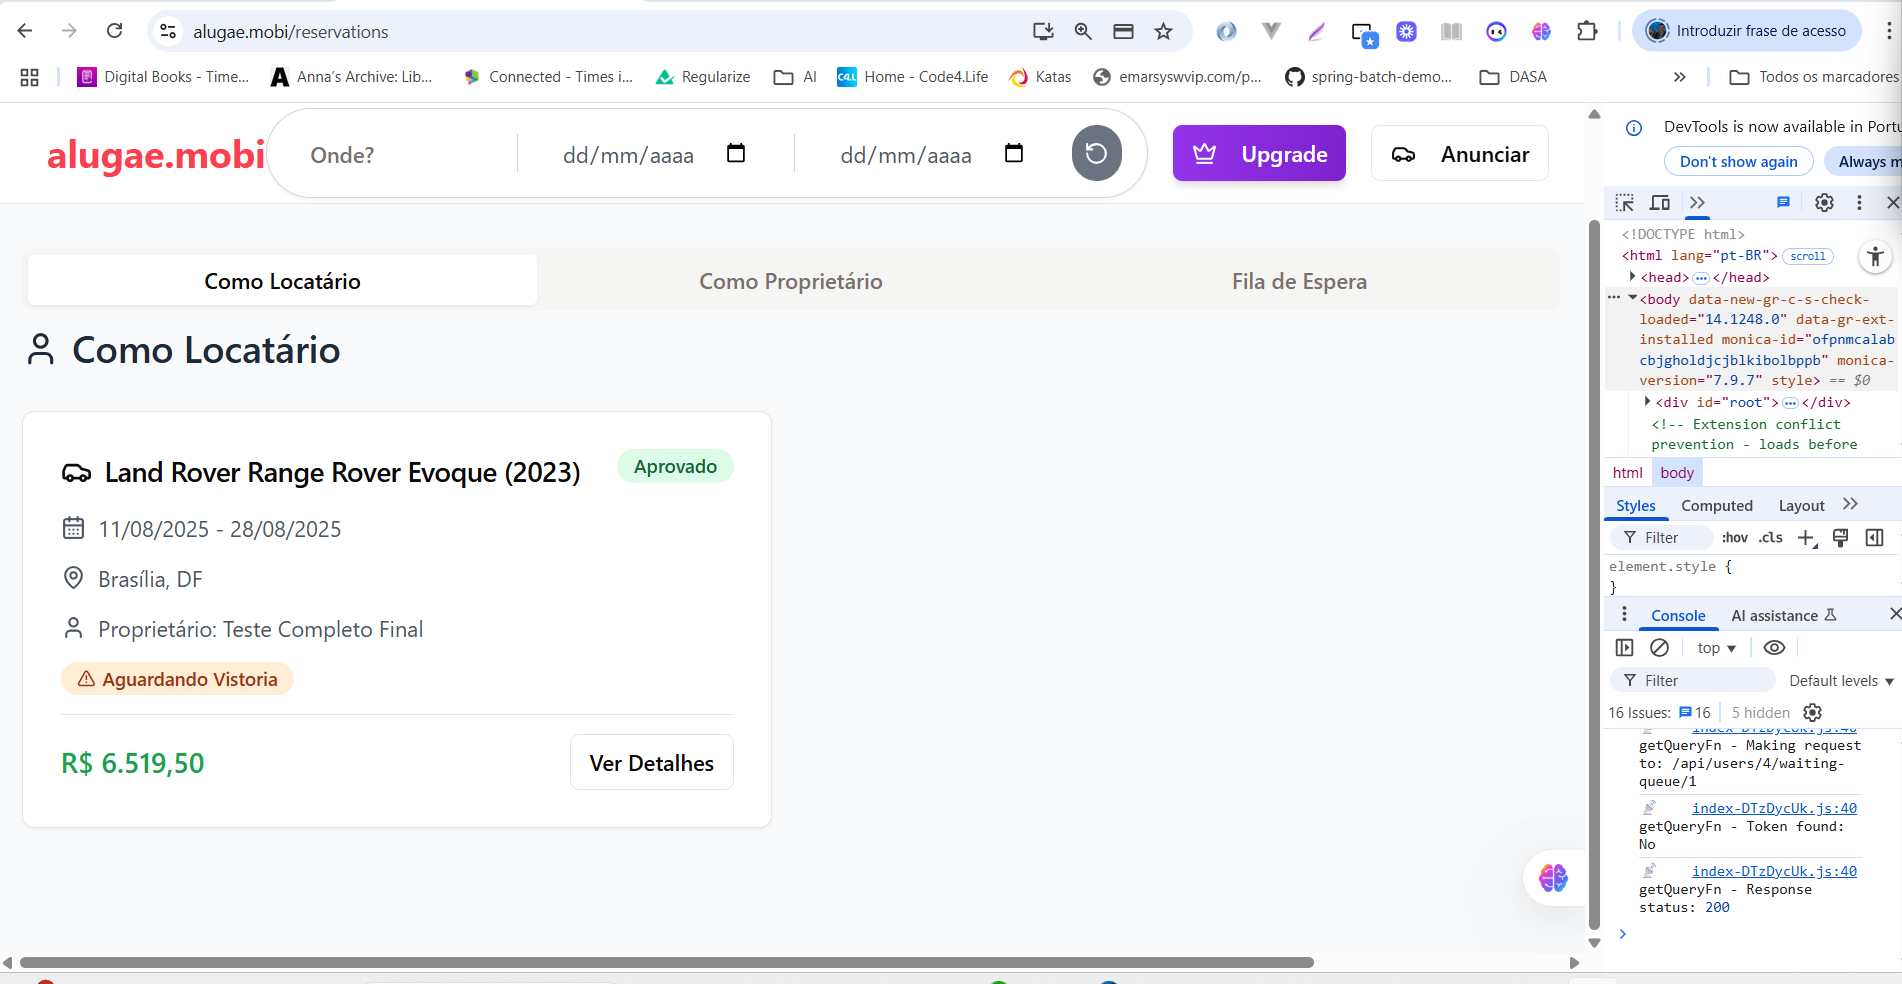 alugae.mobi/reservations
Introduzir frase de acesso
Digital Books - Time...
Anna's Archive: Lib...
Connected - Times i...
Regularize
AI
Home - Code4.Life
Katas
emarsyswvip.com/p...
spring-batch-demo...
DASA
Todos os marcadores
alugae.mobi
Onde?
dd/mm/aaaa
dd/mm/aaaa
Upgrade
Anunciar
Como Locatário
Como Proprietário
Fila de Espera
Como Locatário
Land Rover Range Rover Evoque (2023)
Aprovado
11/08/2025 - 28/08/2025
Brasília, DF
Proprietário: Teste Completo Final
Aguardando Vistoria
R$ 6.519,50
Ver Detalhes
DevTools is now available in Portu
Don't show again
Always m
<!DOCTYPE html>
<html lang="pt-BR"> scroll
<head> ... </head>
... <body data-new-gr-c-s-check-
loaded="14.1248.0" data-gr-ext-
installed monica-id="ofpnmcalab
cbjgholdjcjblkibolbppb" monica-
version="7.9.7" style> == $0
<div id="root"> ... </div>
<!-- Extension conflict
prevention - loads before
html
body
Styles
Computed
Layout
Filter
:hov
.cls
element.style {
}
Console
AI assistance
top
Filter
Default levels
16 Issues: 16
5 hidden
index-DTzDycUk.js:40
getQueryFn - Making request
to: /api/users/4/waiting-
queue/1
index-DTzDycUk.js:40
getQueryFn - Token found:
No
index-DTzDycUk.js:40
getQueryFn - Response
status: 200